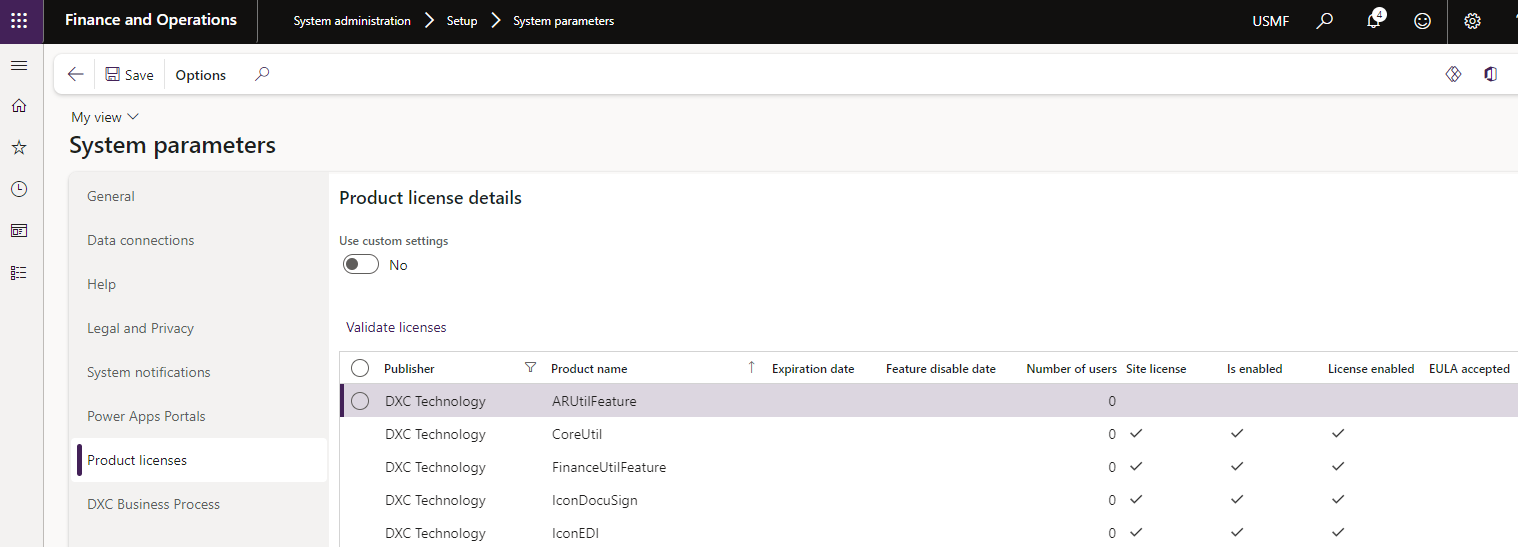 Finance and Operations
System administration > Setup > System parameters
USMF
4
Save
Options
My view
System parameters
General
Data connections
Help
Legal and Privacy
System notifications
Power Apps Portals
Product licenses
DXC Business Process
Product license details
Use custom settings
No
Validate licenses
Publisher Product name Expiration date Feature disable date Number of users Site license Is enabled License enabled EULA accepted
DXC Technology ARUtilFeature 0
DXC Technology CoreUtil 0
DXC Technology FinanceUtilFeature 0
DXC Technology IconDocuSign 0
DXC Technology IconEDI 0